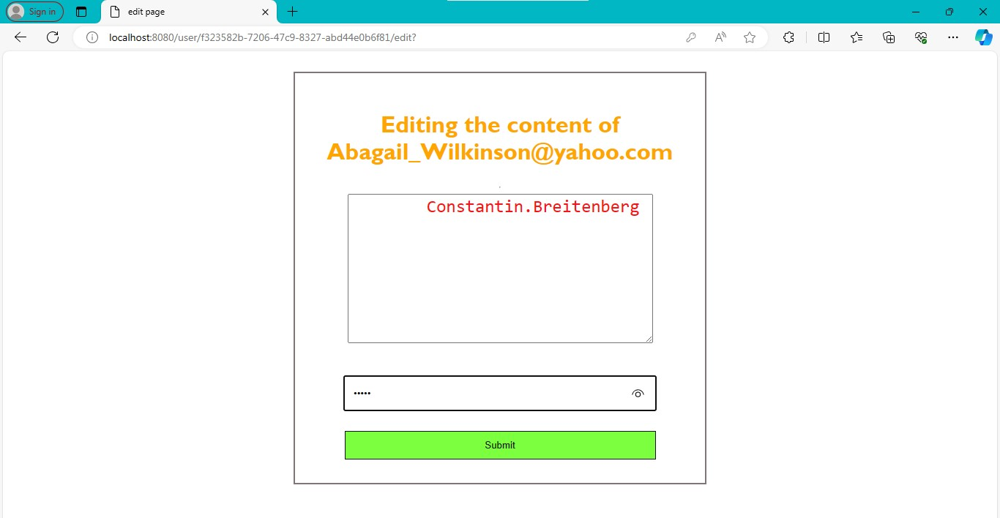 Sign in
edit page
localhost:8080/user/f323582b-7206-47c9-8327-abd44e0b6f81/edit?
Editing the content of
Abagail_Wilkinson@yahoo.com
Constantin.Breitenberg
•••••
Submit